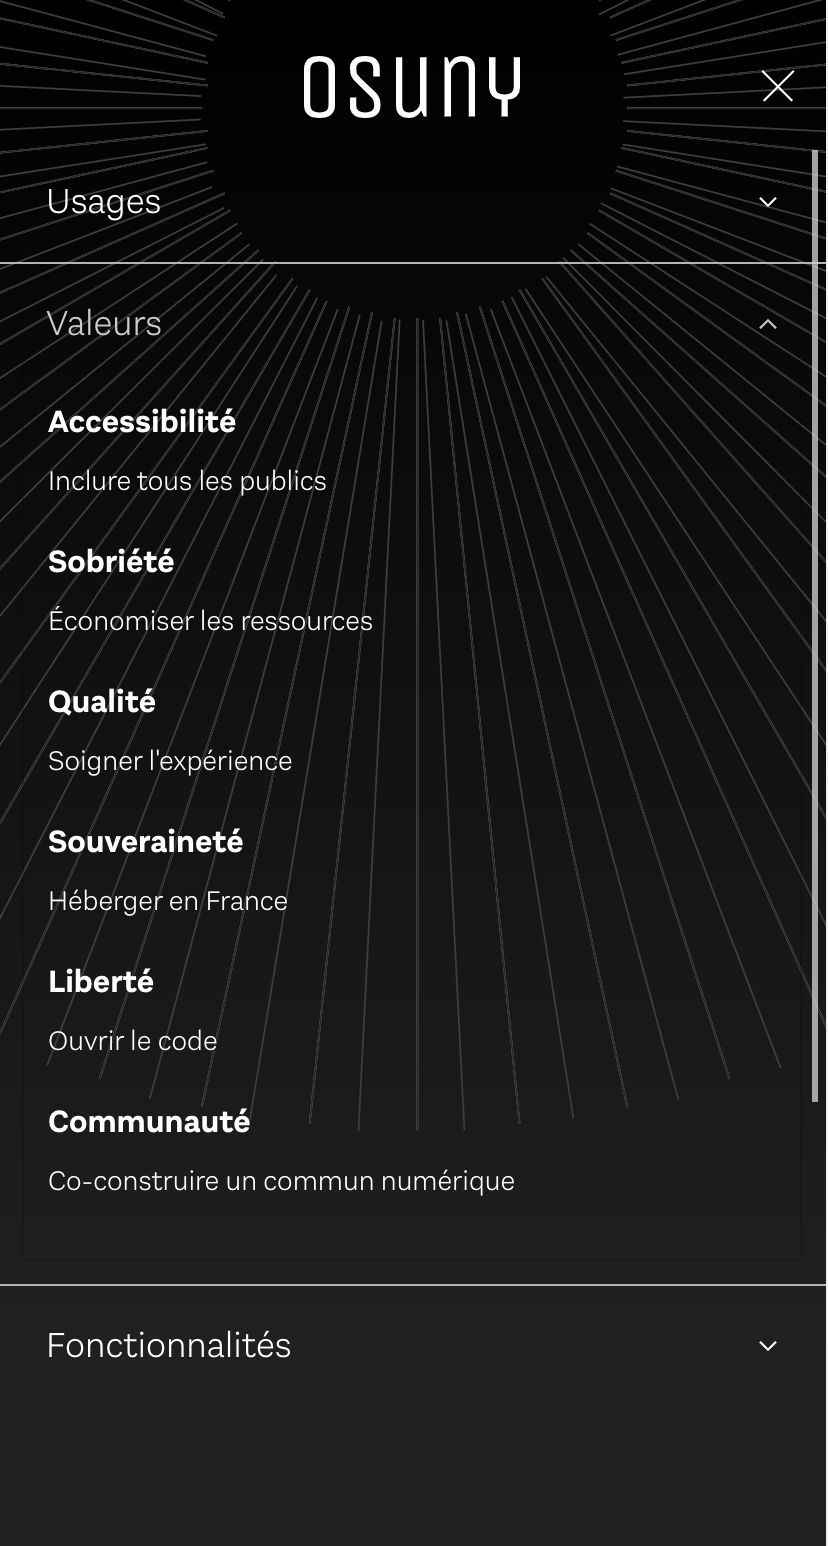 OSUNY
Usages
Valeurs
Accessibilité
Inclure tous les publics
Sobriété
Économiser les ressources
Qualité
Soigner l'expérience
Souveraineté
Héberger en France
Liberté
Ouvrir le code
Communauté
Co-construire un commun numérique
Fonctionnalités